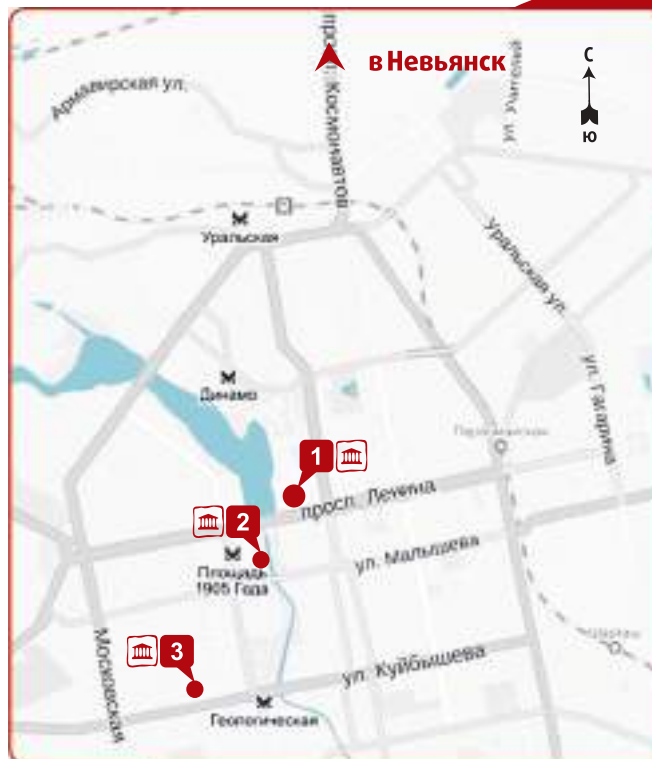 в Невьянск
С
Ю
просп. Космонавтов
Армавирская ул.
ул. Учителей
Уральская
Уральская ул.
ул. Гагарина
Динамо
1
просп. Ленина
2
Площадь
1905 Года
ул. Малышева
3
Московская
ул. Куйбышева
Геологическая